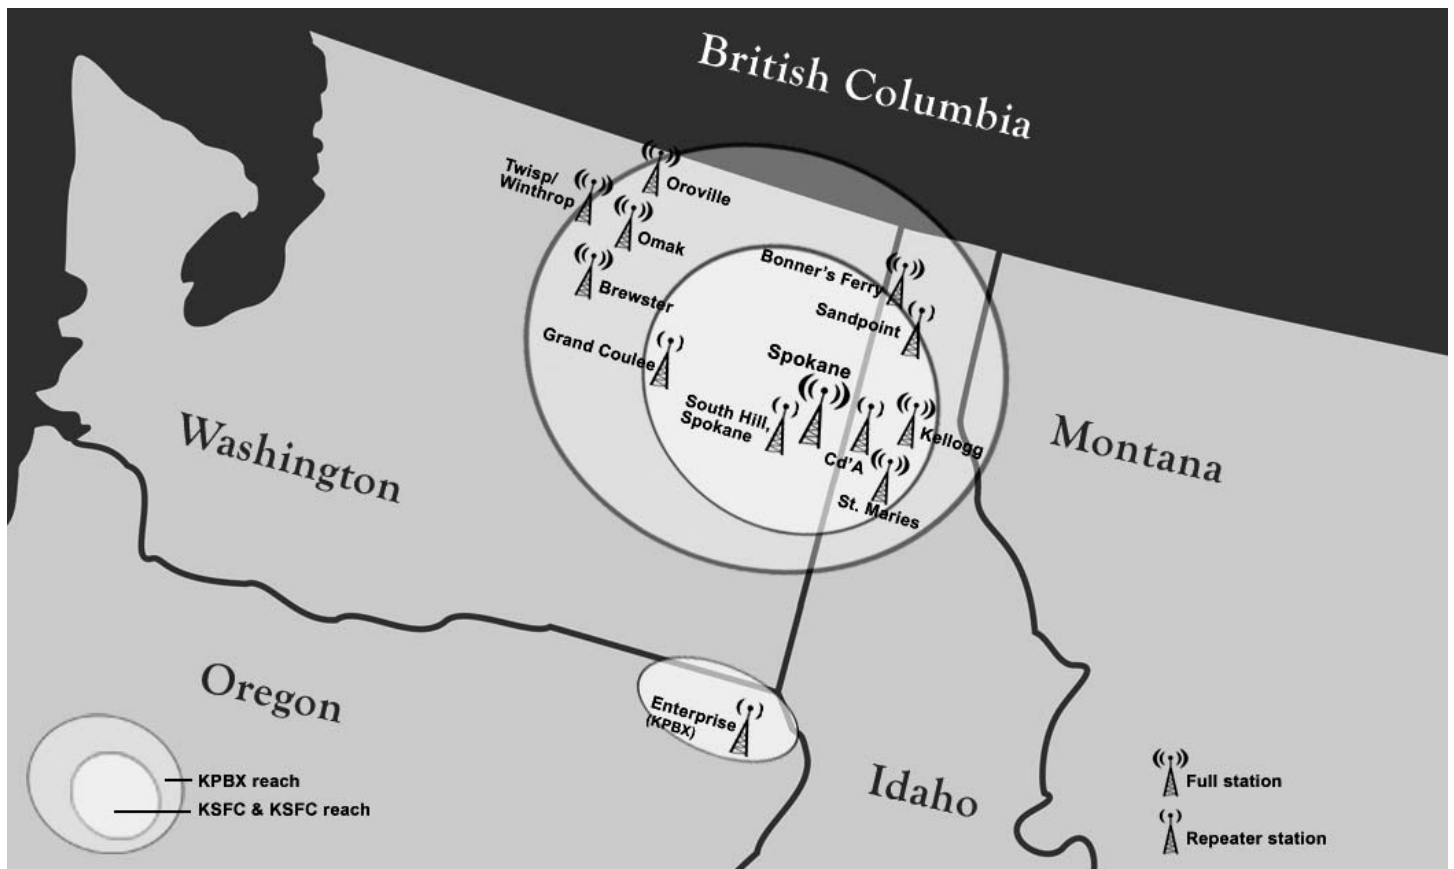 British Columbia
Twisp/
Winthrop
Oroville
Omak
Brewster
Bonner's Ferry
Sandpoint
Grand Coulee
Spokane
South Hill,
Spokane
Cd'A
Kellogg
St. Maries
Washington
Montana
Oregon
Enterprise
(KPBX)
Idaho
KPBX reach
KSFC & KSFC reach
Full station
Repeater station